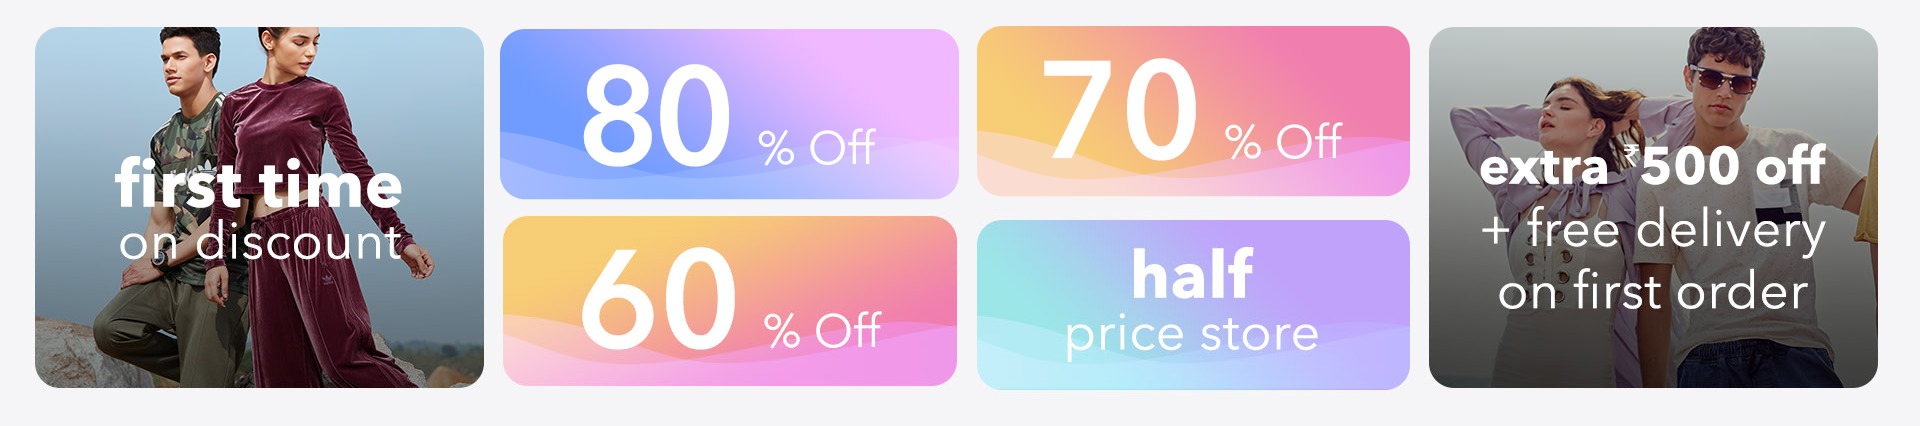 first time
on discount
80 % Off
60 % Off
70 % Off
half
price store
extra ₹500 off
+ free delivery
on first order